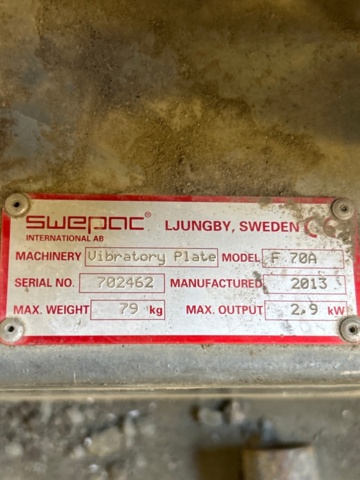 swepac® LJUNGBY, SWEDEN CE
INTERNATIONAL AB
MACHINERY Vibratory Plate MODEL F 70A
SERIAL NO. 702462 MANUFACTURED 2013
MAX. WEIGHT 79 kg MAX. OUTPUT 2.9 kW